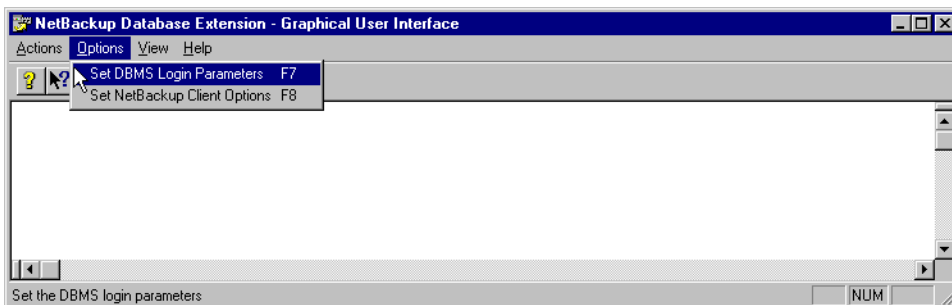 NetBackup Database Extension - Graphical User Interface
Actions Options View Help
Set DBMS Login Parameters F7
Set NetBackup Client Options F8
Set the DBMS login parameters NUM